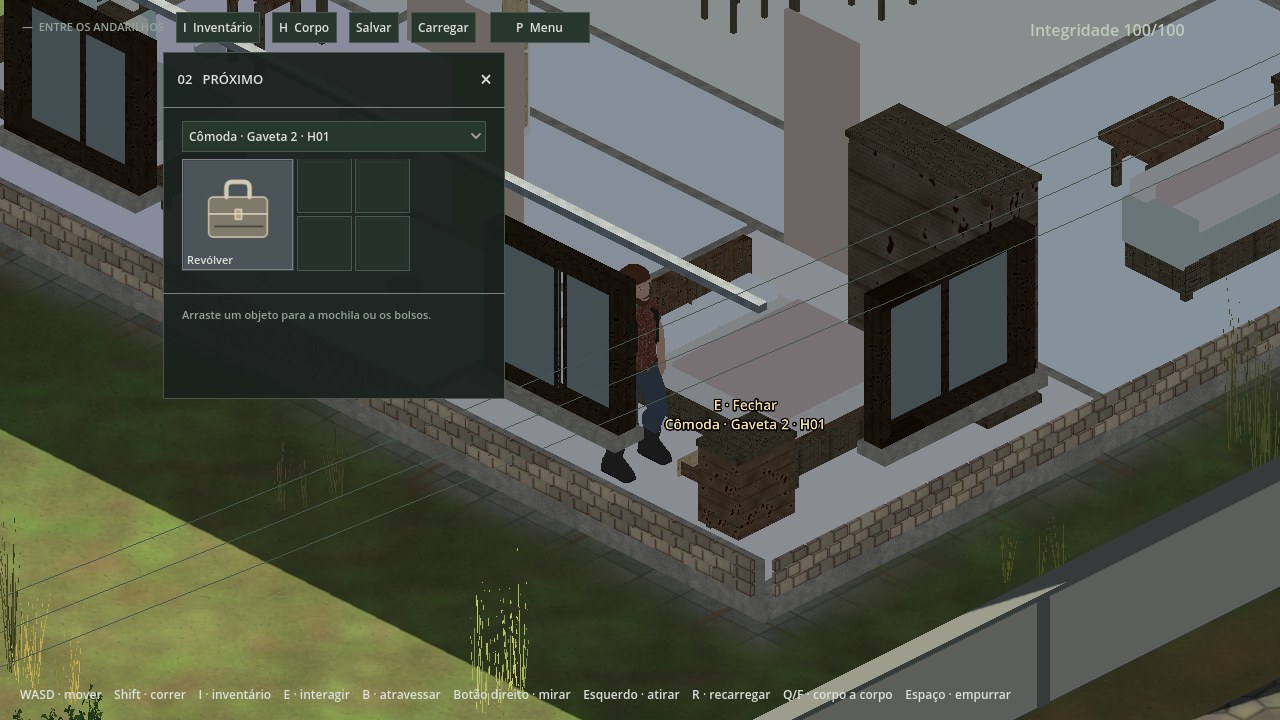 — ENTRE OS ANDARILHOS
I Inventário
H Corpo
Salvar
Carregar
P Menu
Integridade 100/100
02 PRÓXIMO ×
Cômoda · Gaveta 2 · H01
Revólver
Arraste um objeto para a mochila ou os bolsos.
E · Fechar
Cômoda · Gaveta 2 · H01
WASD · mover Shift · correr I · inventário E · interagir B · atravessar Botão direito · mirar Esquerdo · atirar R · recarregar Q/F · corpo a corpo Espaço · empurrar